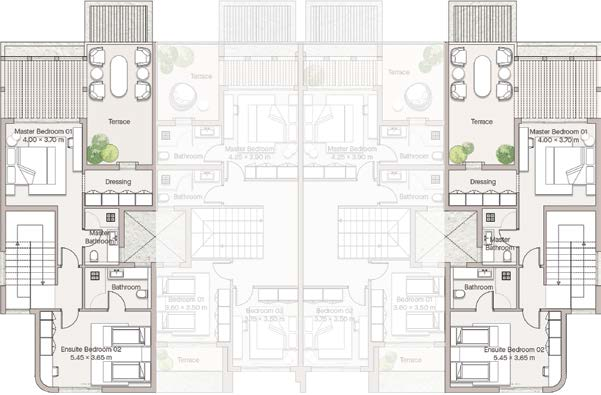 Terrace
Master Bedroom 01
4.00 × 3.70 m
Dressing
Master
Bathroom
Bathroom
Ensuite Bedroom 02
5.45 × 3.65 m
Terrace
Master Bedroom
4.25 × 3.90 m
Bathroom
Bathroom
Bedroom 01
3.60 × 3.50 m
Bedroom 02
3.75 × 3.50 m
Terrace
Terrace
Master Bedroom
4.25 × 3.90 m
Bathroom
Bathroom
Bedroom 01
3.60 × 3.50 m
Bedroom 02
3.75 × 3.50 m
Terrace
Terrace
Master Bedroom 01
4.00 × 3.70 m
Dressing
Master
Bathroom
Bathroom
Ensuite Bedroom 02
5.45 × 3.65 m